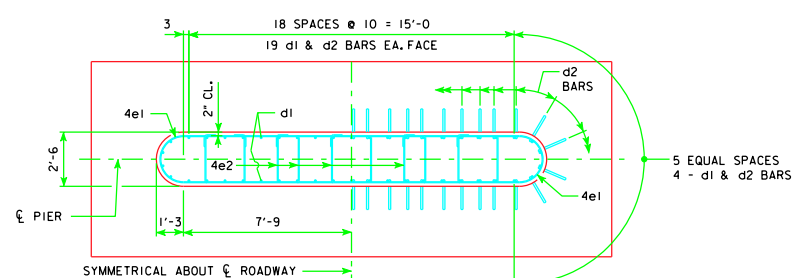 3
18 SPACES @ 10 = 15'-0
19 d1 & d2 BARS EA. FACE
d2
BARS
2" CL.
4e1
d1
2'-6
4e2
5 EQUAL SPACES
4 - d1 & d2 BARS
4e1
℄ PIER
1'-3
7'-9
SYMMETRICAL ABOUT ℄ ROADWAY